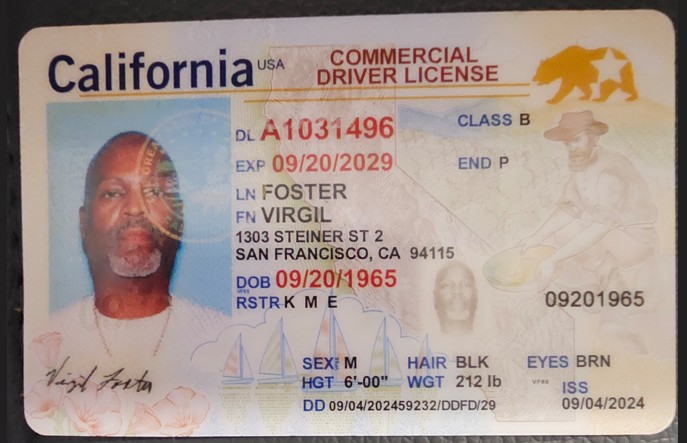 California USA
COMMERCIAL
DRIVER LICENSE
DL A1031496
CLASS B
EXP 09/20/2029
END P
LN FOSTER
FN VIRGIL
1303 STEINER ST 2
SAN FRANCISCO, CA 94115
DOB 09/20/1965
RSTR K M E
09201965
SEX M HAIR BLK EYES BRN
HGT 6'-00" WGT 212 lb
ISS
DD 09/04/202459232/DDFD/29 09/04/2024
Virgil Foster